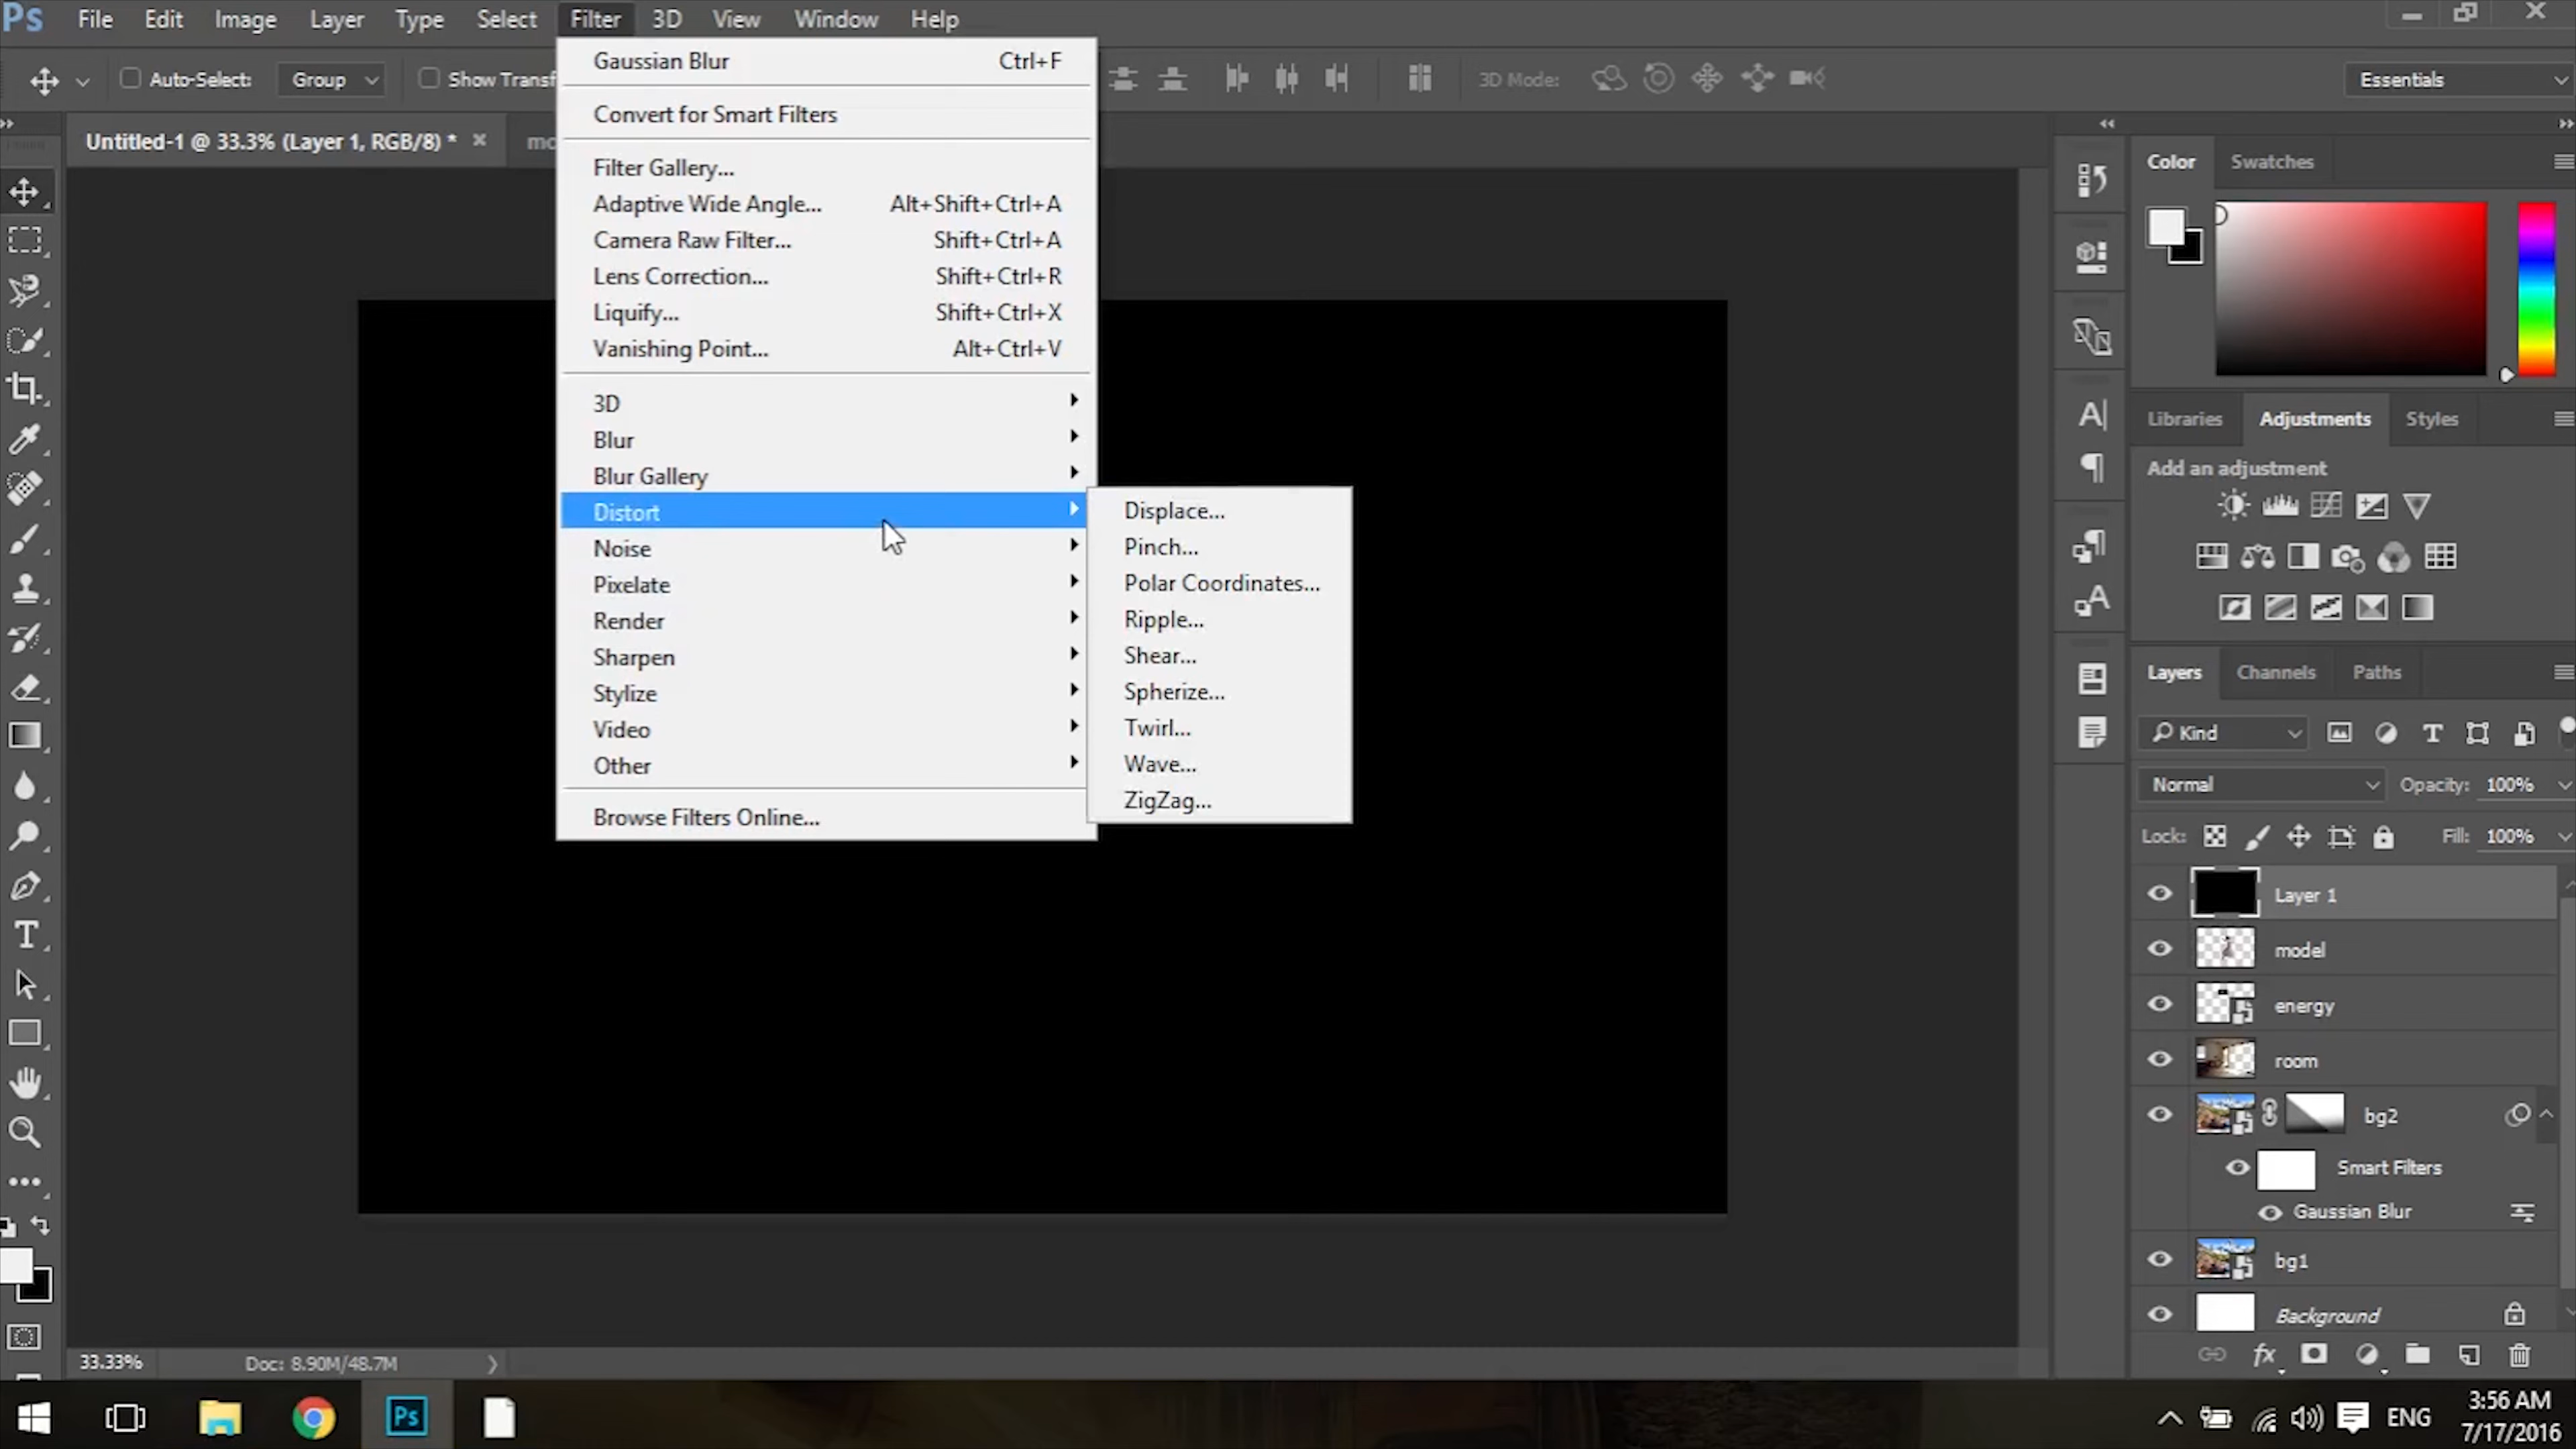 Ps File Edit Image Layer Type Select Filter 3D View Window Help
Auto-Select: Group Show Transf 3D Mode: Essentials
Untitled-1 @ 33.3% (Layer 1, RGB/8) * × mo
Gaussian Blur Ctrl+F
Convert for Smart Filters
Filter Gallery...
Adaptive Wide Angle... Alt+Shift+Ctrl+A
Camera Raw Filter... Shift+Ctrl+A
Lens Correction... Shift+Ctrl+R
Liquify... Shift+Ctrl+X
Vanishing Point... Alt+Ctrl+V
3D
Blur
Blur Gallery
Distort
Noise
Pixelate
Render
Sharpen
Stylize
Video
Other
Browse Filters Online...
Displace...
Pinch...
Polar Coordinates...
Ripple...
Shear...
Spherize...
Twirl...
Wave...
ZigZag...
Color Swatches
Libraries Adjustments Styles
Add an adjustment
Layers Channels Paths
Kind
Normal Opacity: 100%
Lock: Fill: 100%
Layer 1
model
energy
room
bg2
Smart Filters
Gaussian Blur
bg1
Background
fx
33.33% Doc: 8.90M/48.7M
Ps
ENG
3:56 AM
7/17/2016